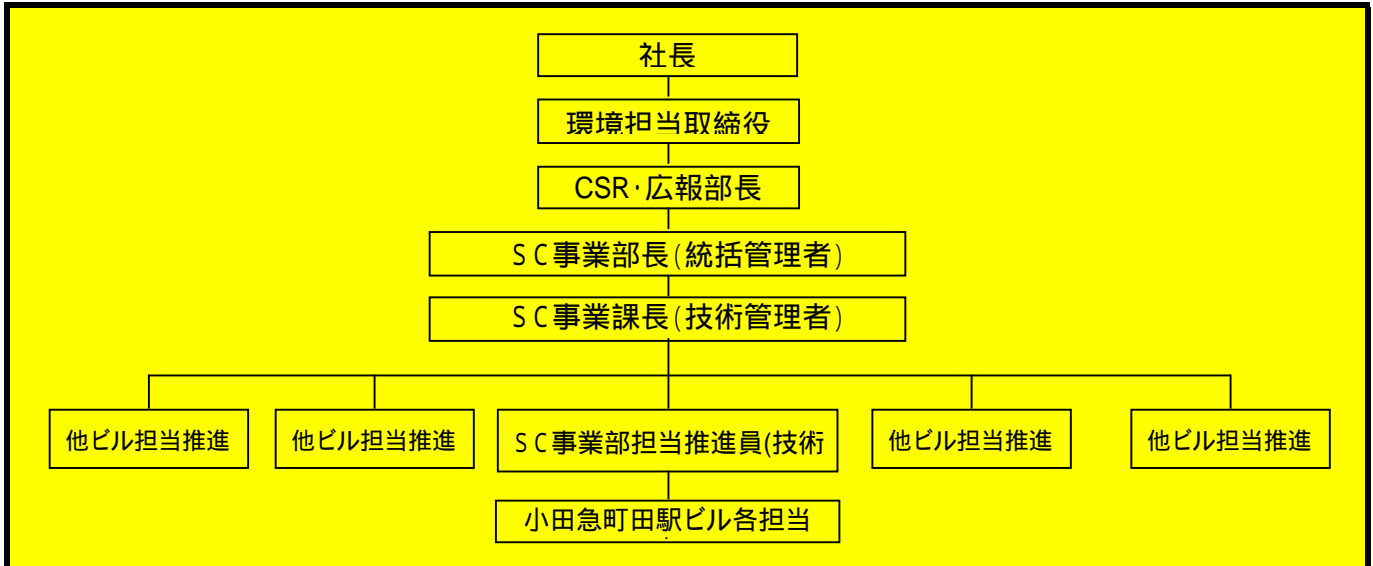 社長
環境担当取締役
CSR・広報部長
ＳＣ事業部長(統括管理者)
ＳＣ事業課長(技術管理者)
他ビル担当推進 他ビル担当推進 ＳＣ事業部担当推進員(技術 他ビル担当推進 他ビル担当推進
小田急町田駅ビル各担当